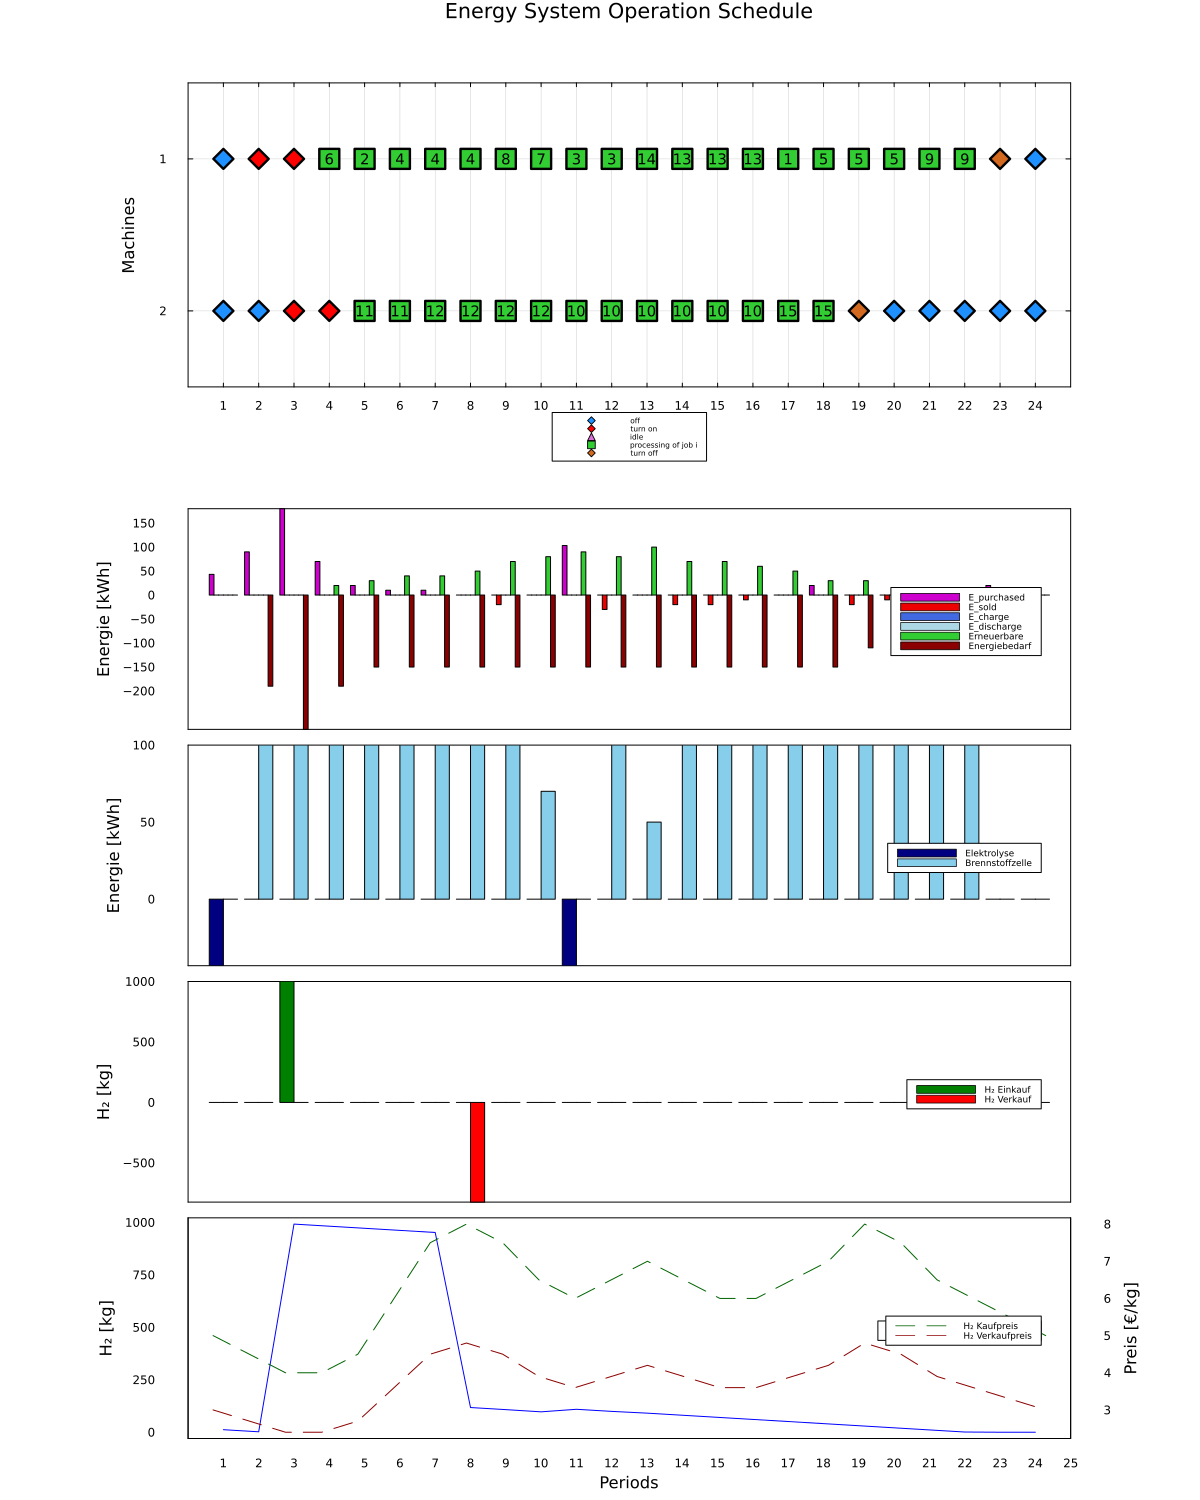 Energy System Operation Schedule
Machines
1
6 2 4 4 4 8 7 3 3 14 13 13 13 1 5 5 5 9 9
2
11 11 12 12 12 12 10 10 10 10 10 10 15 15
1 2 3 4 5 6 7 8 9 10 11 12 13 14 15 16 17 18 19 20 21 22 23 24
off
turn on
idle
processing of job i
turn off
Energie [kWh]
150
100
50
0
−50
−100
−150
−200
E_purchased
E_sold
E_charge
E_discharge
Erneuerbare
Energiebedarf
Energie [kWh]
100
50
0
Elektrolyse
Brennstoffzelle
H₂ [kg]
1000
500
0
−500
H₂ Einkauf
H₂ Verkauf
H₂ [kg]
1000
750
500
250
0
8
7
6
5
4
3
Preis [€/kg]
H₂ Kaufpreis
H₂ Verkaufpreis
1 2 3 4 5 6 7 8 9 10 11 12 13 14 15 16 17 18 19 20 21 22 23 24 25
Periods